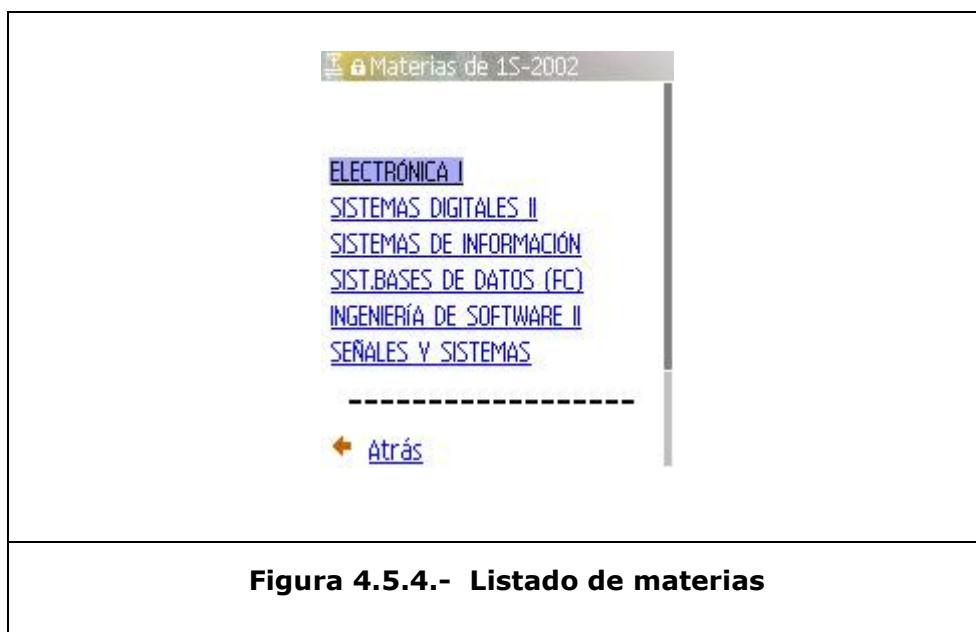 Materias de 1S-2002
ELECTRÓNICA I
SISTEMAS DIGITALES II
SISTEMAS DE INFORMACIÓN
SIST.BASES DE DATOS (FC)
INGENIERÍA DE SOFTWARE II
SEÑALES Y SISTEMAS
------------------
Atrás
Figura 4.5.4.- Listado de materias